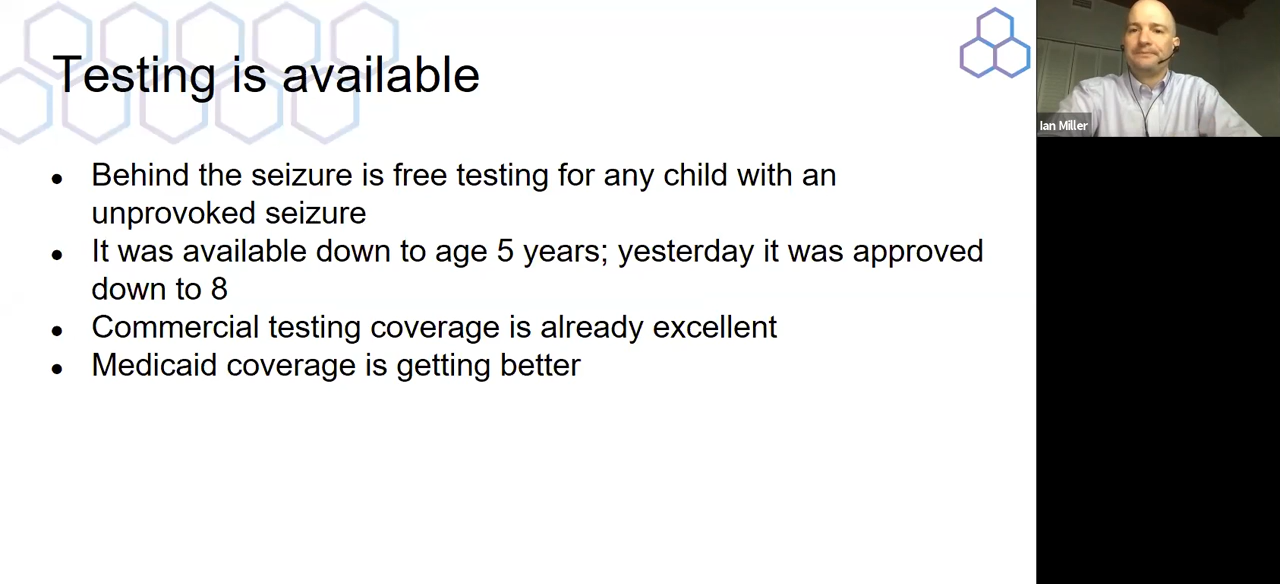 Testing is available
Behind the seizure is free testing for any child with an
unprovoked seizure
It was available down to age 5 years; yesterday it was approved
down to 8
Commercial testing coverage is already excellent
Medicaid coverage is getting better
Ian Miller